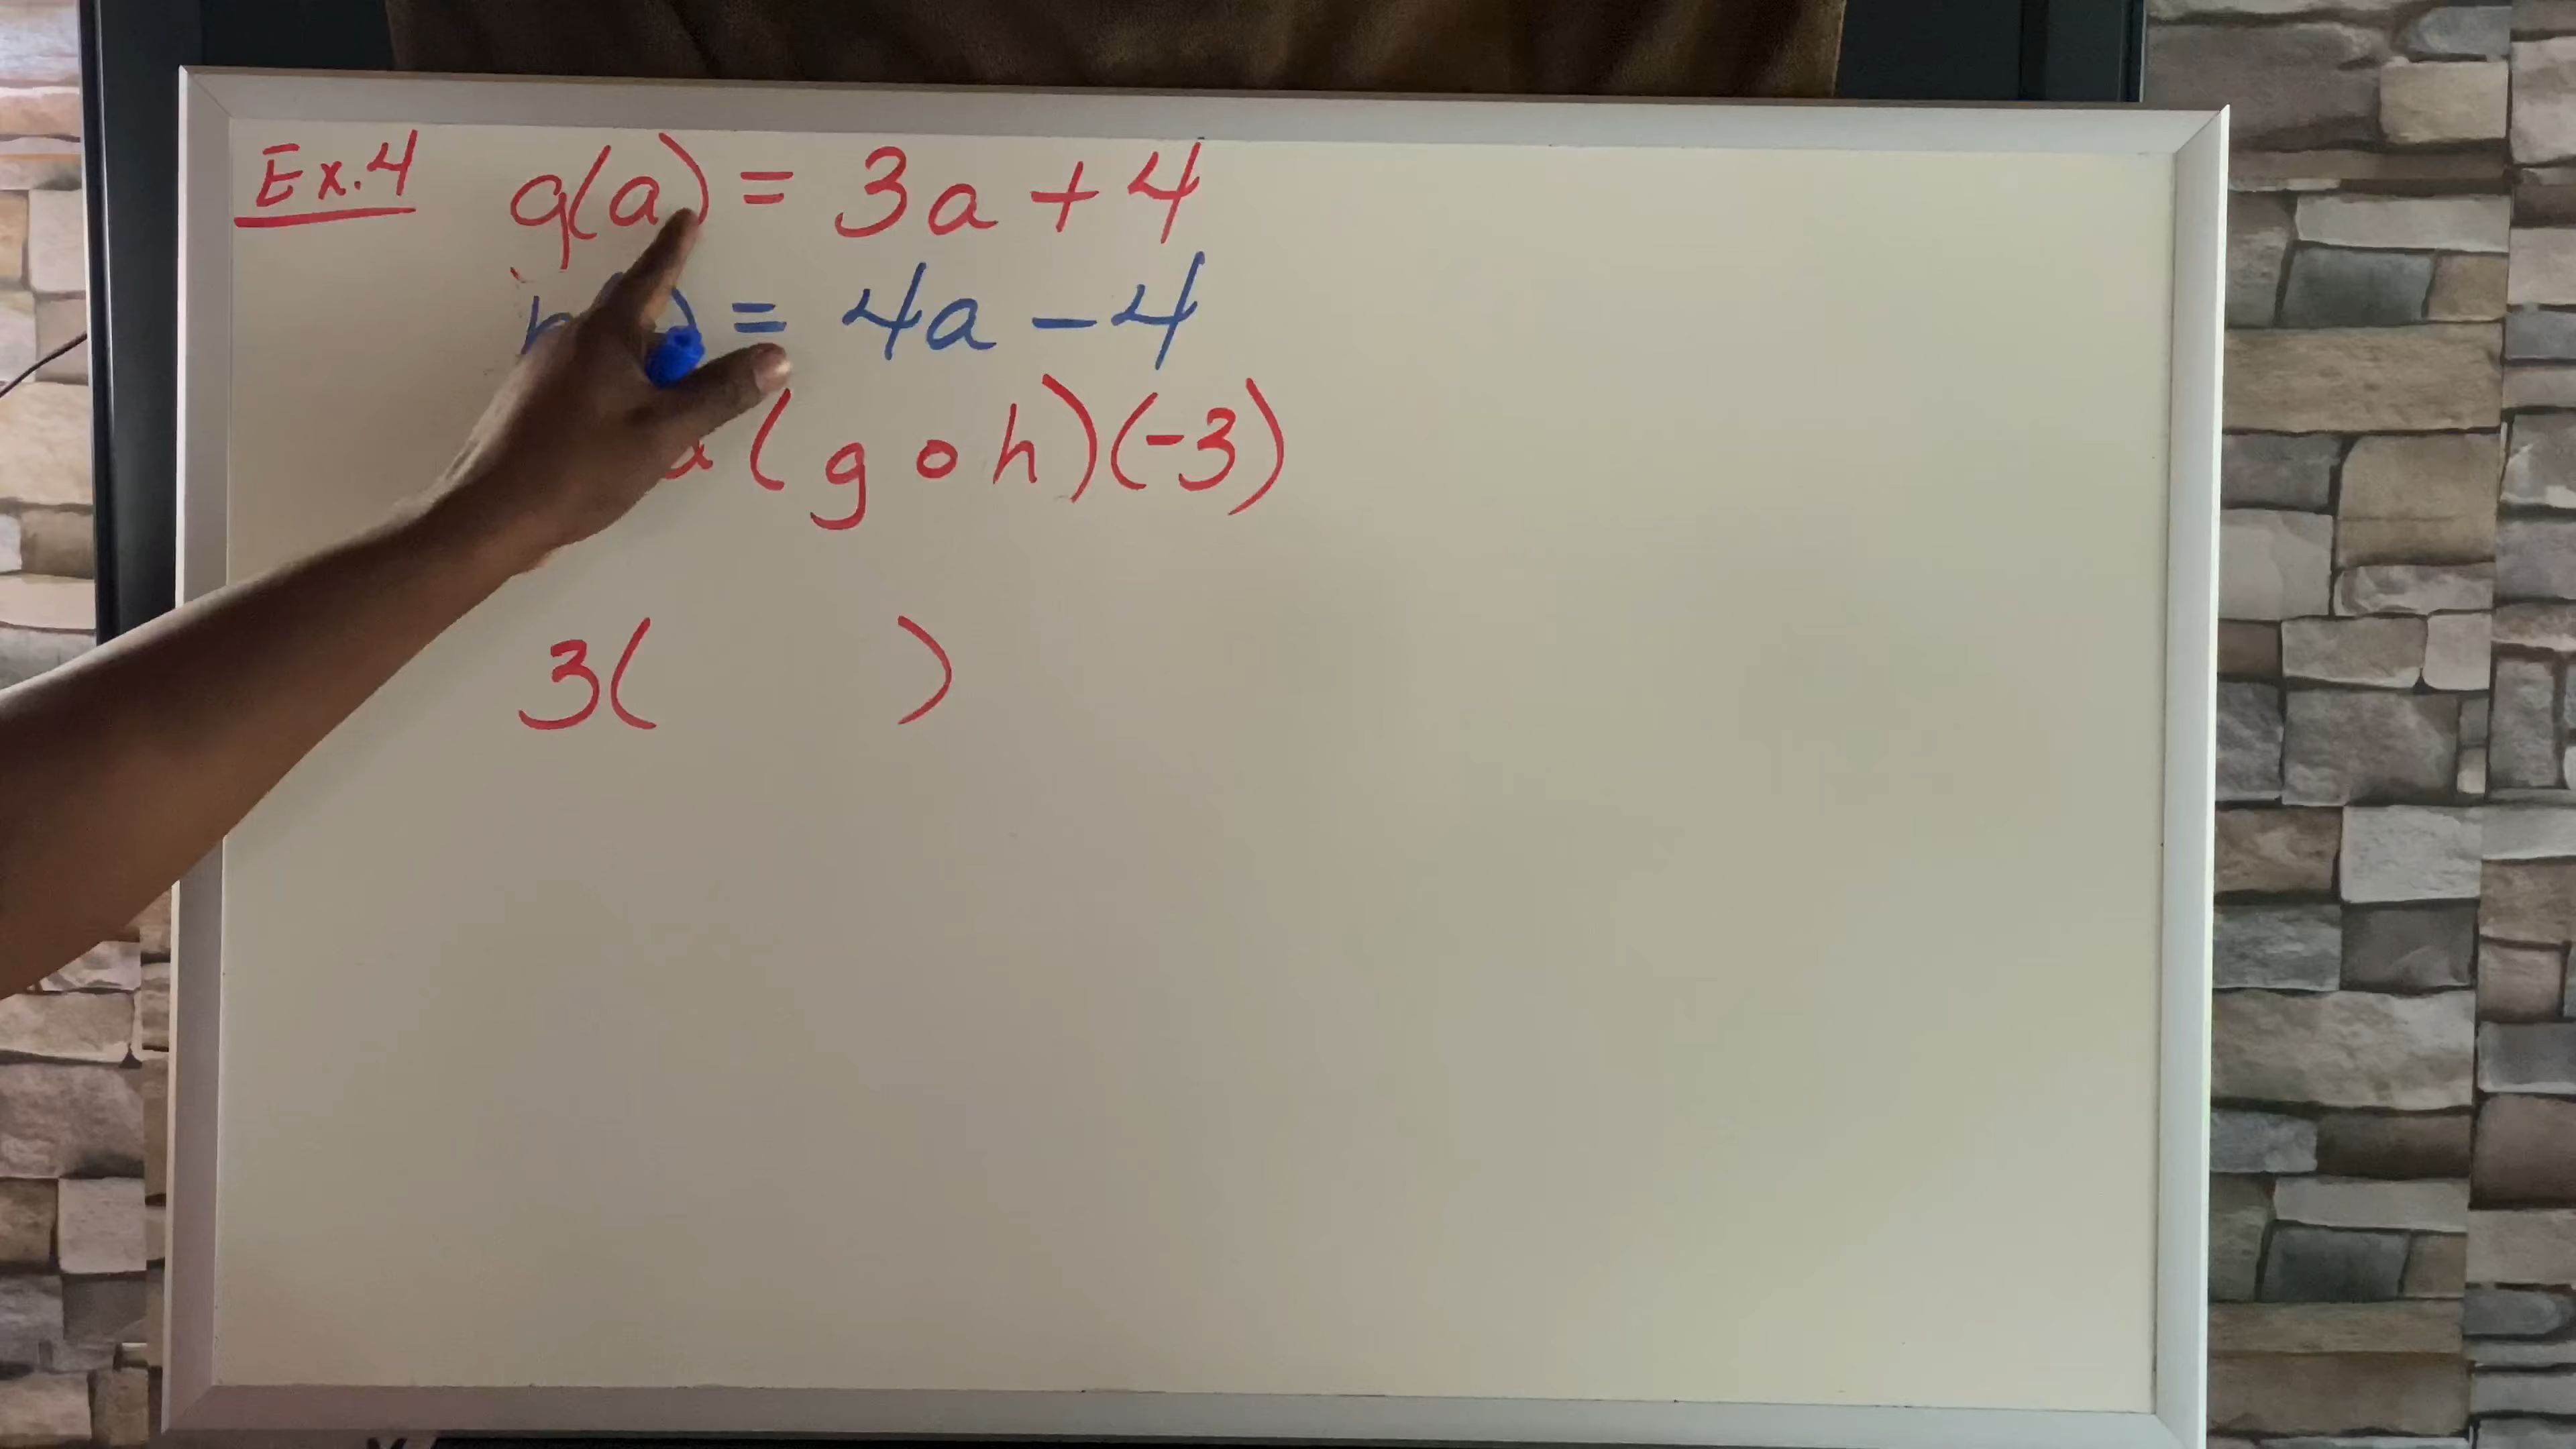 Ex.4 g(a) = 3a + 4
= 4a - 4
(g o h)(-3)
3( )